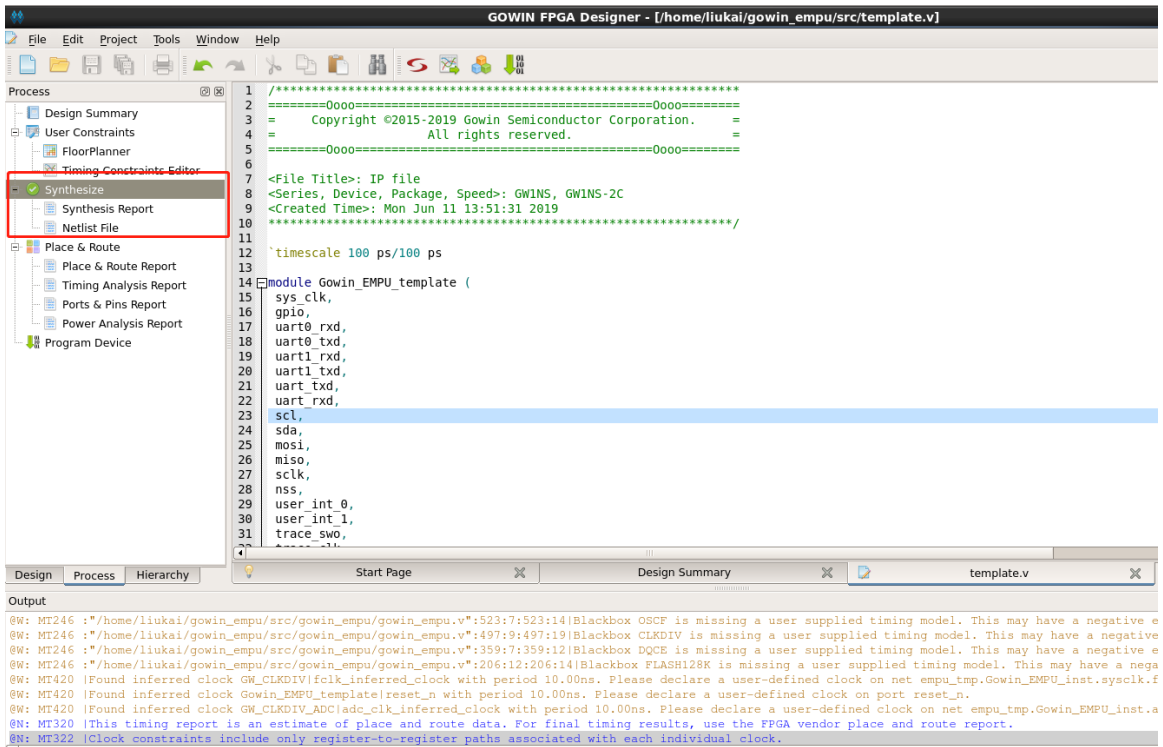 GOWIN FPGA Designer - [/home/liukai/gowin_empu/src/template.v]
File Edit Project Tools Window Help
Process
Design Summary
User Constraints
FloorPlanner
Timing Constraints Editor
Synthesize
Synthesis Report
Netlist File
Place & Route
Place & Route Report
Timing Analysis Report
Ports & Pins Report
Power Analysis Report
Program Device
1 /****************************************************************
2 ========Oooo=========================================Oooo========
3 =     Copyright ©2015-2019 Gowin Semiconductor Corporation.     =
4 =                     All rights reserved.                      =
5 ========Oooo=========================================Oooo========
6
7 <File Title>: IP file
8 <Series, Device, Package, Speed>: GW1NS, GW1NS-2C
9 <Created Time>: Mon Jun 11 13:51:31 2019
10 ****************************************************************/
11
12 `timescale 100 ps/100 ps
13
14 module Gowin_EMPU_template (
15 sys_clk,
16 gpio,
17 uart0_rxd,
18 uart0_txd,
19 uart1_rxd,
20 uart1_txd,
21 uart_txd,
22 uart_rxd,
23 scl,
24 sda,
25 mosi,
26 miso,
27 sclk,
28 nss,
29 user_int_0,
30 user_int_1,
31 trace_swo,
Design Process Hierarchy
Start Page Design Summary template.v
Output
@W: MT246 :"/home/liukai/gowin_empu/src/gowin_empu/gowin_empu.v":523:7:523:14|Blackbox OSCF is missing a user supplied timing model. This may have a negative e
@W: MT246 :"/home/liukai/gowin_empu/src/gowin_empu/gowin_empu.v":497:9:497:19|Blackbox CLKDIV is missing a user supplied timing model. This may have a negative
@W: MT246 :"/home/liukai/gowin_empu/src/gowin_empu/gowin_empu.v":359:7:359:12|Blackbox DQCE is missing a user supplied timing model. This may have a negative e
@W: MT246 :"/home/liukai/gowin_empu/src/gowin_empu/gowin_empu.v":206:12:206:14|Blackbox FLASH128K is missing a user supplied timing model. This may have a nega
@W: MT420 |Found inferred clock GW_CLKDIV|fclk_inferred_clock with period 10.00ns. Please declare a user-defined clock on net empu_tmp.Gowin_EMPU_inst.sysclk.f
@W: MT420 |Found inferred clock Gowin_EMPU_template|reset_n with period 10.00ns. Please declare a user-defined clock on port reset_n.
@W: MT420 |Found inferred clock GW_CLKDIV_ADC|adc_clk_inferred_clock with period 10.00ns. Please declare a user-defined clock on net empu_tmp.Gowin_EMPU_inst.a
@N: MT320 |This timing report is an estimate of place and route data. For final timing results, use the FPGA vendor place and route report.
@N: MT322 |Clock constraints include only register-to-register paths associated with each individual clock.